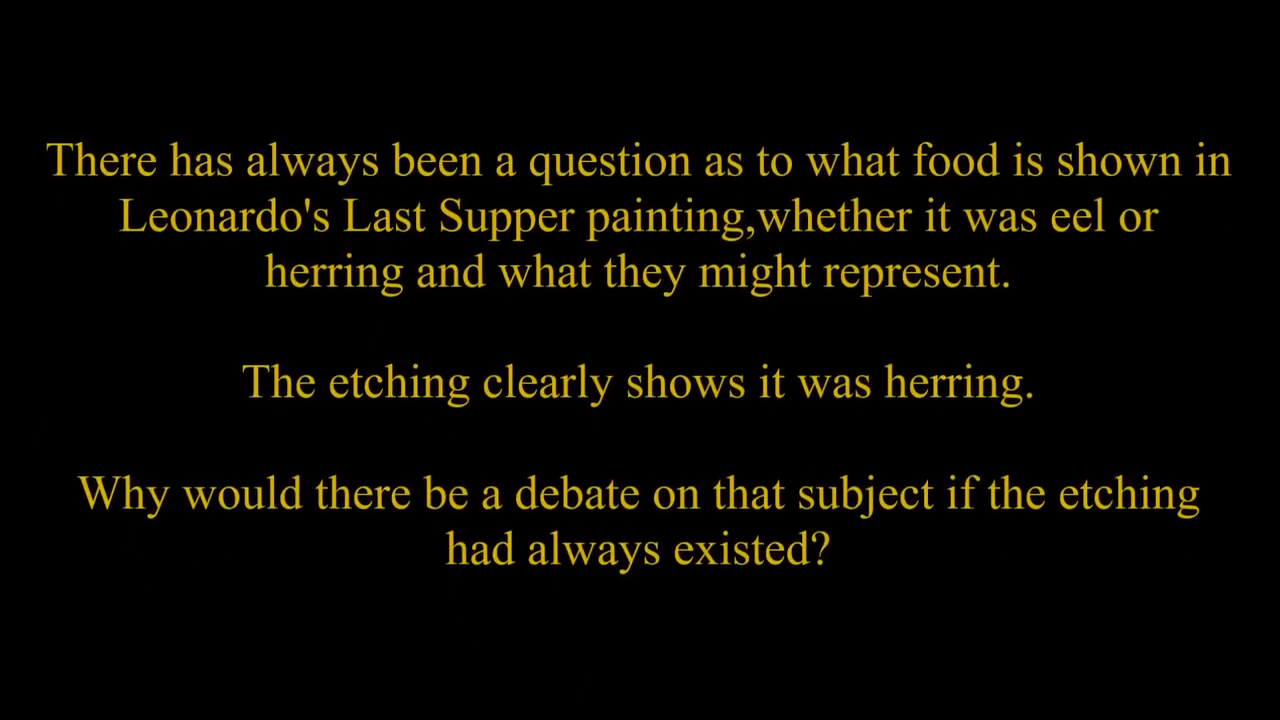 There has always been a question as to what food is shown in
Leonardo's Last Supper painting,whether it was eel or
herring and what they might represent.
The etching clearly shows it was herring.
Why would there be a debate on that subject if the etching
had always existed?